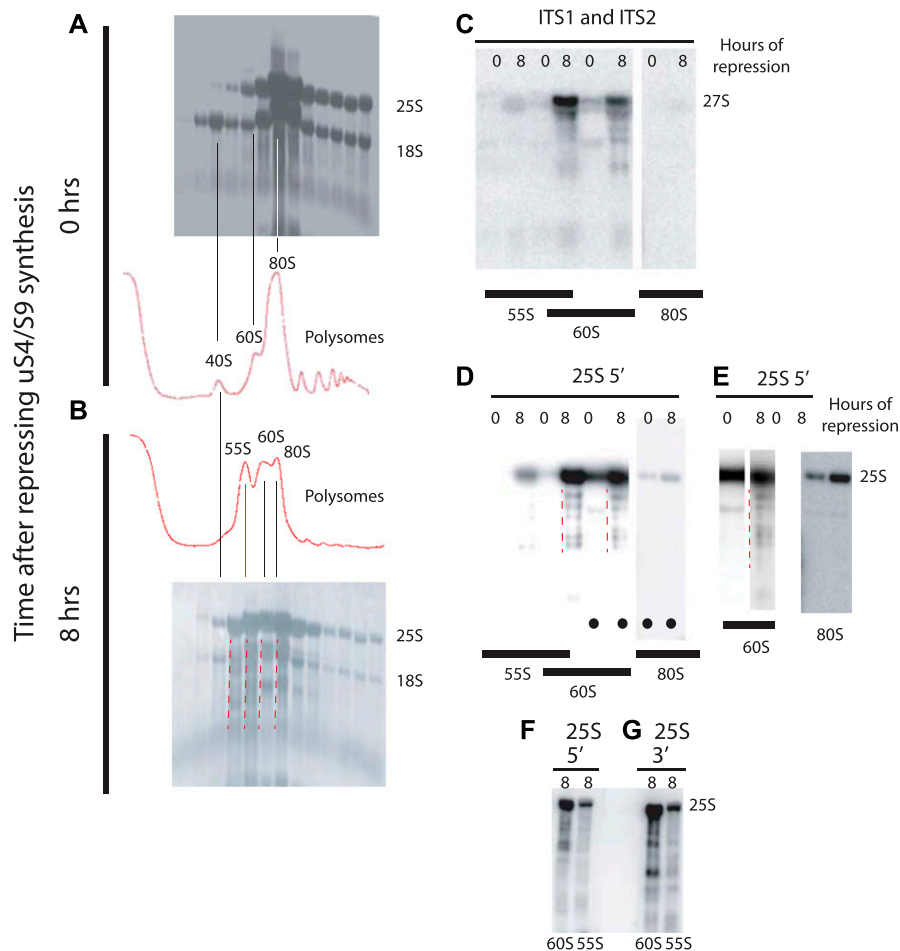 A
Time after repressing uS4/S9 synthesis
0 hrs
25S
18S
80S
60S
40S
Polysomes
B
8 hrs
55S
60S
80S
Polysomes
25S
18S
C
ITS1 and ITS2
0 8 0 8 0 8 0 8
Hours of
repression
27S
55S
60S
80S
D
25S 5′
0 8 0 8 0 8 0 8
55S
60S
80S
E
25S 5′
0 8 0 8
Hours of
repression
25S
60S
80S
F
25S
5′
8 8
60S 55S
G
25S
3′
8 8
25S
60S 55S